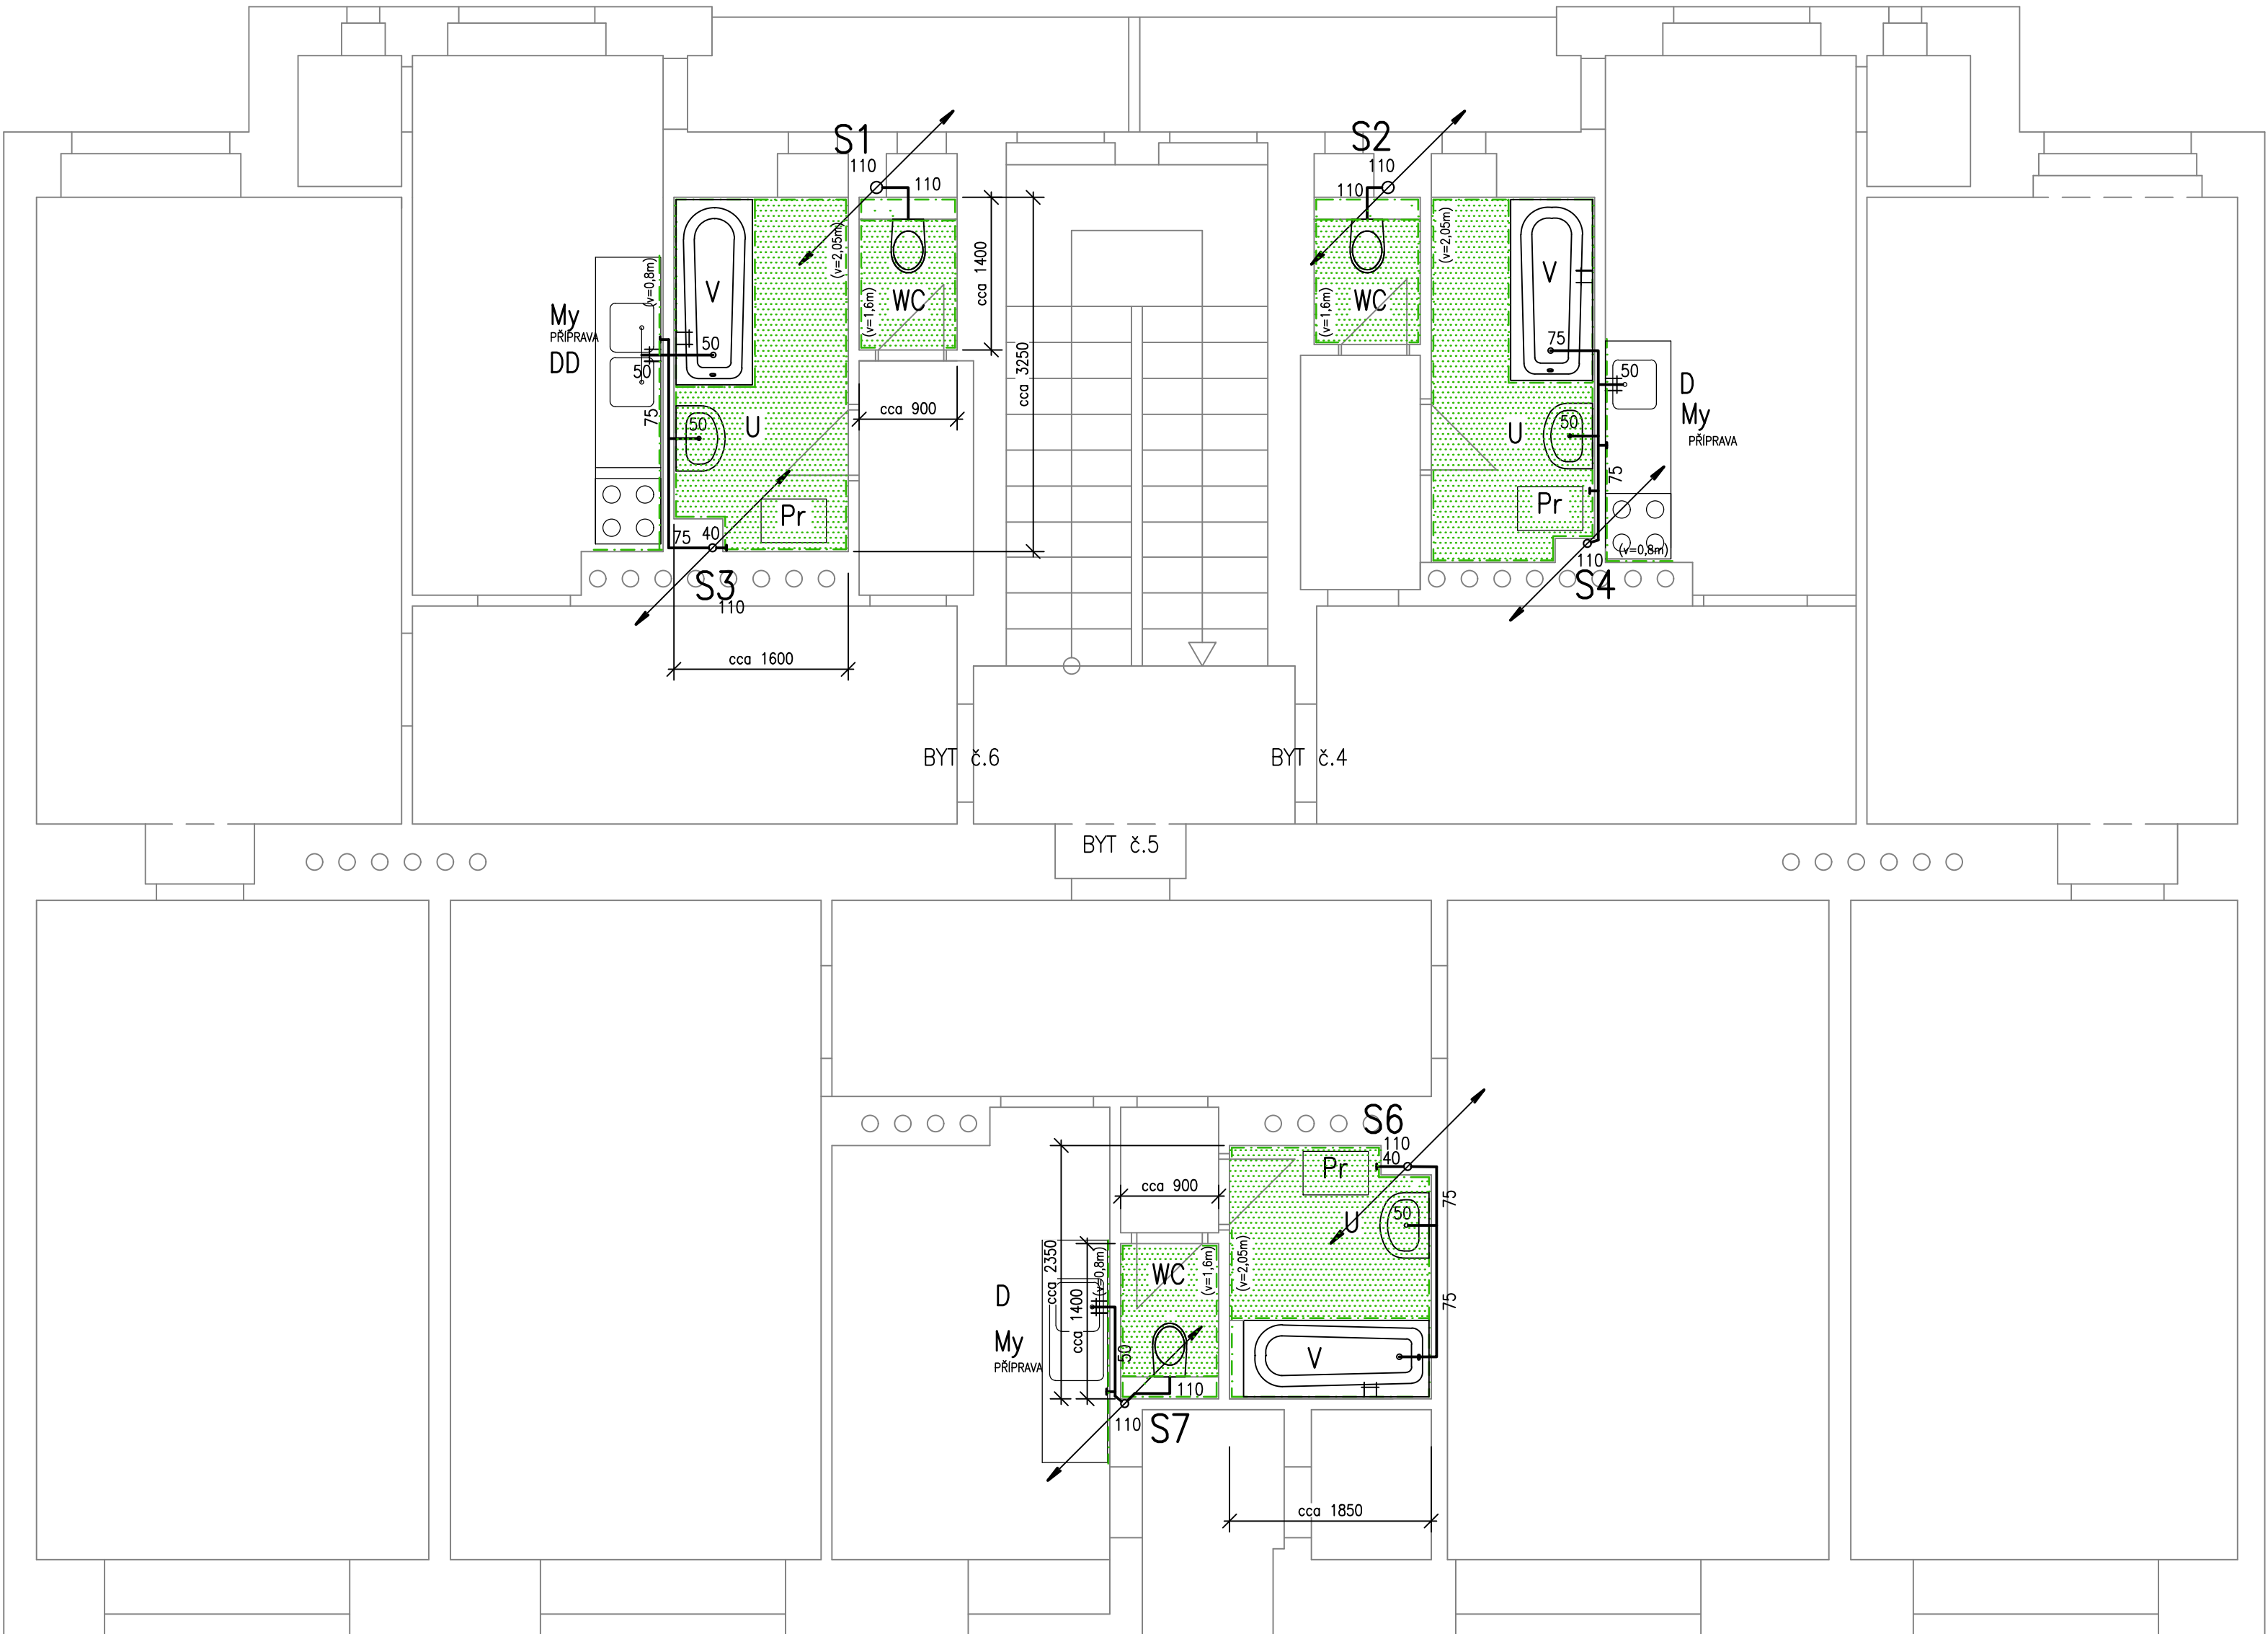 S1
110
110
S2
110
110
(v=2,05m)
(v=1,6m)
WC
cca 1400
cca 3250
cca 900
(v=0,8m)
V
My
PŘÍPRAVA
DD
50
50
75
50
U
Pr
75
40
S3
110
cca 1600
(v=1,6m)
WC
(v=2,05m)
V
75
50
D
My
PŘÍPRAVA
U
50
75
Pr
110
(v=0,8m)
S4
BYT č.6
BYT č.4
BYT č.5
S6
110
40
Pr
75
cca 900
50
U
cca 2350
(v=0,8m)
WC
(v=1,6m)
(v=2,05m)
D
cca 1400
75
My
PŘÍPRAVA
50
V
110
110
S7
cca 1850